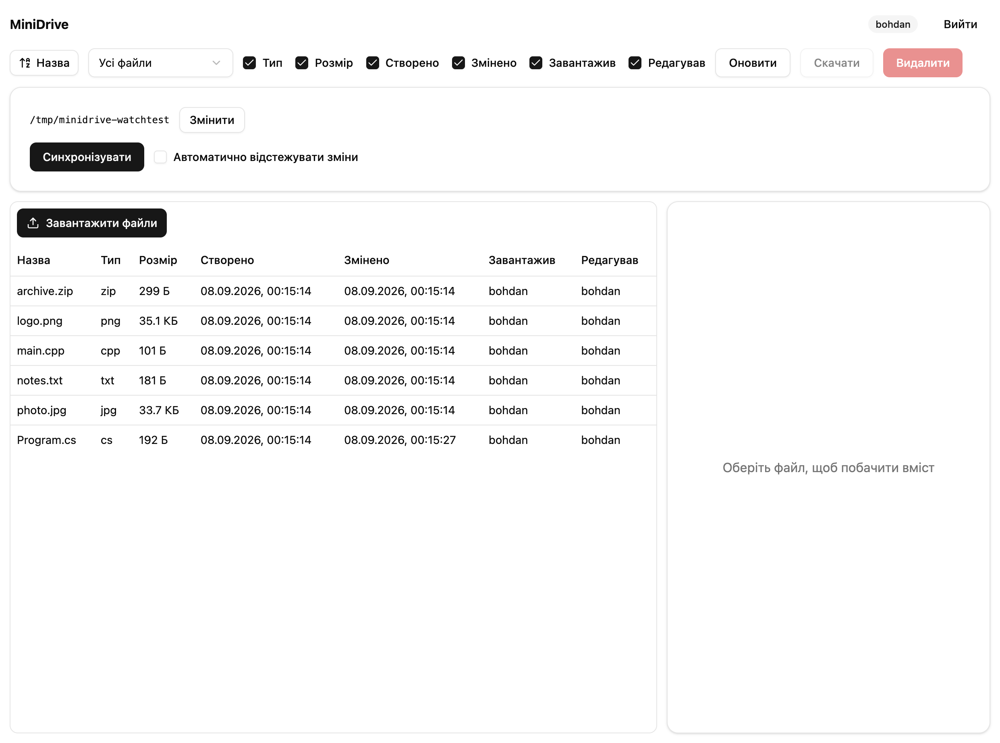 MiniDrive bohdan Вийти
Назва Усі файли Тип Розмір Створено Змінено Завантажив Редагував Оновити Скачати Видалити
/tmp/minidrive-watchtest Змінити
Синхронізувати Автоматично відстежувати зміни
Завантажити файли
Назва Тип Розмір Створено Змінено Завантажив Редагував
archive.zip zip 299 Б 08.09.2026, 00:15:14 08.09.2026, 00:15:14 bohdan bohdan
logo.png png 35.1 КБ 08.09.2026, 00:15:14 08.09.2026, 00:15:14 bohdan bohdan
main.cpp cpp 101 Б 08.09.2026, 00:15:14 08.09.2026, 00:15:14 bohdan bohdan
notes.txt txt 181 Б 08.09.2026, 00:15:14 08.09.2026, 00:15:14 bohdan bohdan
photo.jpg jpg 33.7 КБ 08.09.2026, 00:15:14 08.09.2026, 00:15:14 bohdan bohdan
Program.cs cs 192 Б 08.09.2026, 00:15:14 08.09.2026, 00:15:27 bohdan bohdan
Оберіть файл, щоб побачити вміст